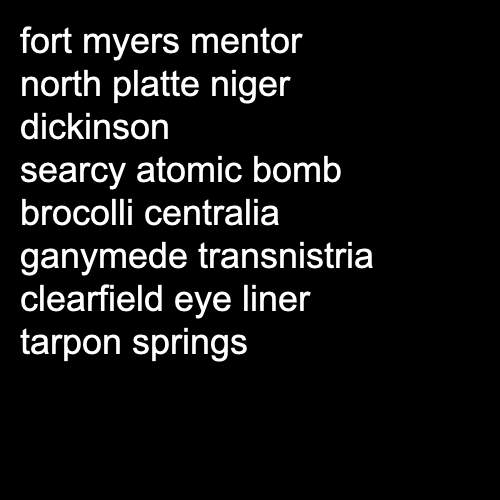 fort myers mentor
north platte niger
dickinson
searcy atomic bomb
brocolli centralia
ganymede transnistria
clearfield eye liner
tarpon springs